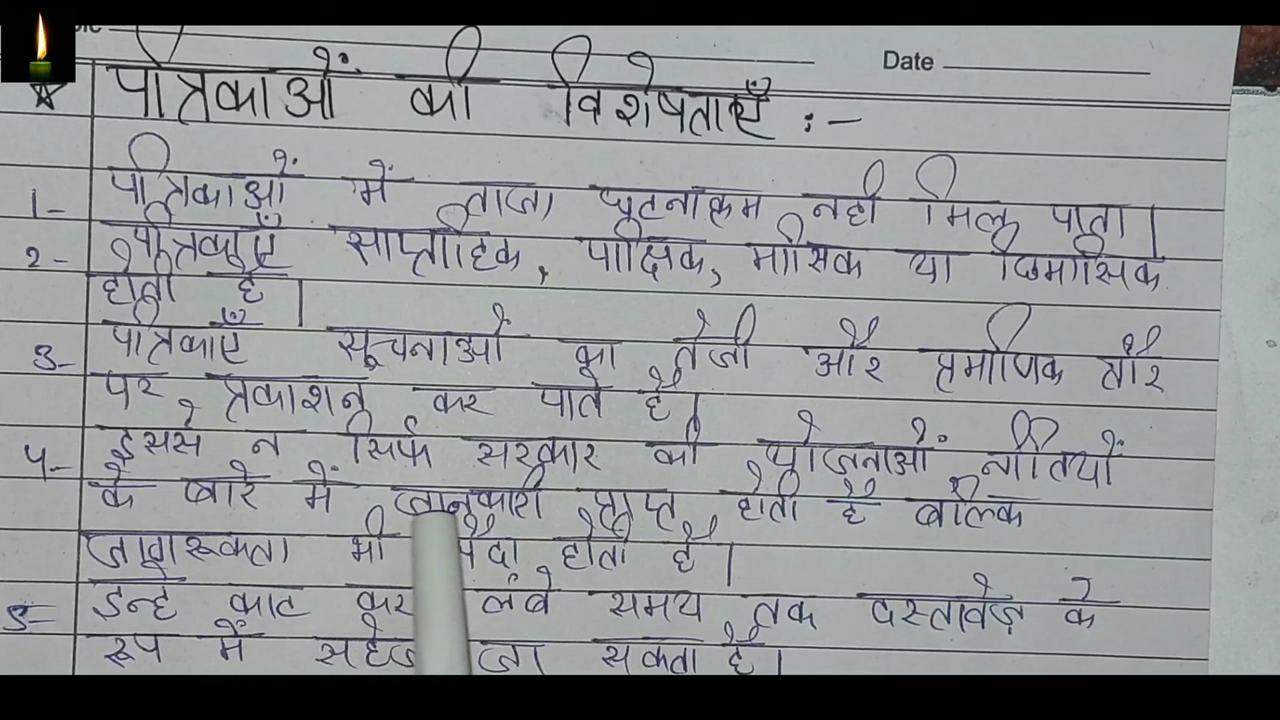 Date
★ पत्रिकाओं की विशेषताएँ :-
1- पत्रिकाओं में ताजा घटनाक्रम नहीं मिल पाता।
2- पत्रिकाएँ साप्ताहिक, पाक्षिक, मासिक या द्विमासिक
होती है।
3- पत्रिकाएँ सूचनाओं का तेजी और प्रमाणिक तौर
पर प्रकाशन कर पाते है।
4- इससे न सिर्फ सरकार की योजनाओं नीतियों
के बारे में जानकारी प्राप्त होती है बल्कि
जागरूकता भी पैदा होती है।
5- इन्हे काट कर लंबे समय तक दस्तावेज़ के
रूप में जा सकता है।